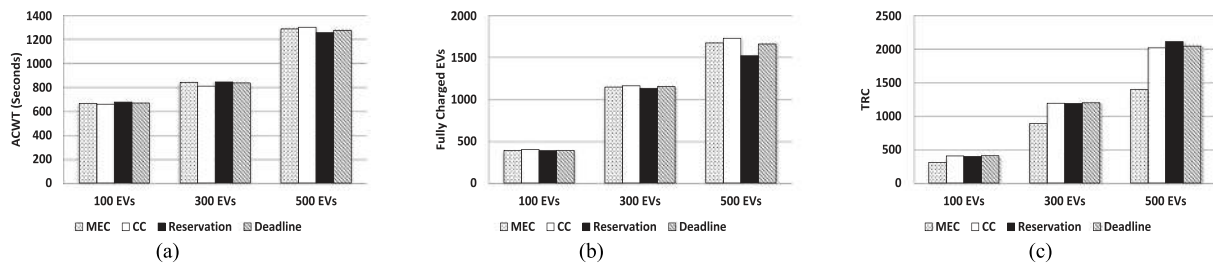 ACWT (Seconds)
1400
1200
1000
800
600
400
200
0
100 EVs 300 EVs 500 EVs
MEC CC Reservation Deadline
(a)
Fully Charged EVs
2000
1500
1000
500
0
100 EVs 300 EVs 500 EVs
MEC CC Reservation Deadline
(b)
TRC
2500
2000
1500
1000
500
0
100 EVs 300 EVs 500 EVs
MEC CC Reservation Deadline
(c)